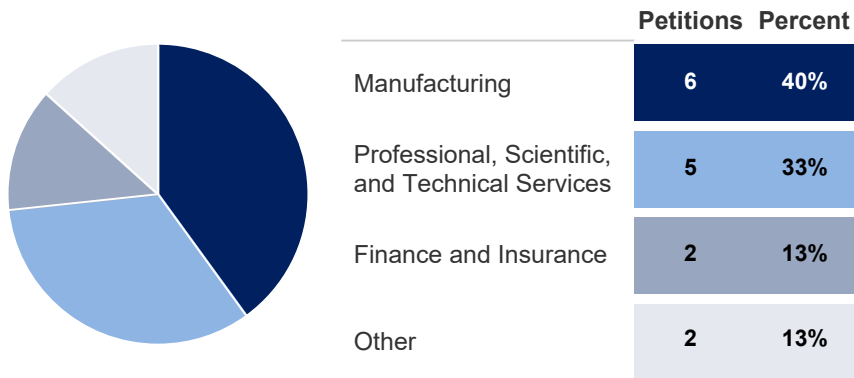 Petitions Percent
Manufacturing 6 40%
Professional, Scientific,
and Technical Services 5 33%
Finance and Insurance 2 13%
Other 2 13%